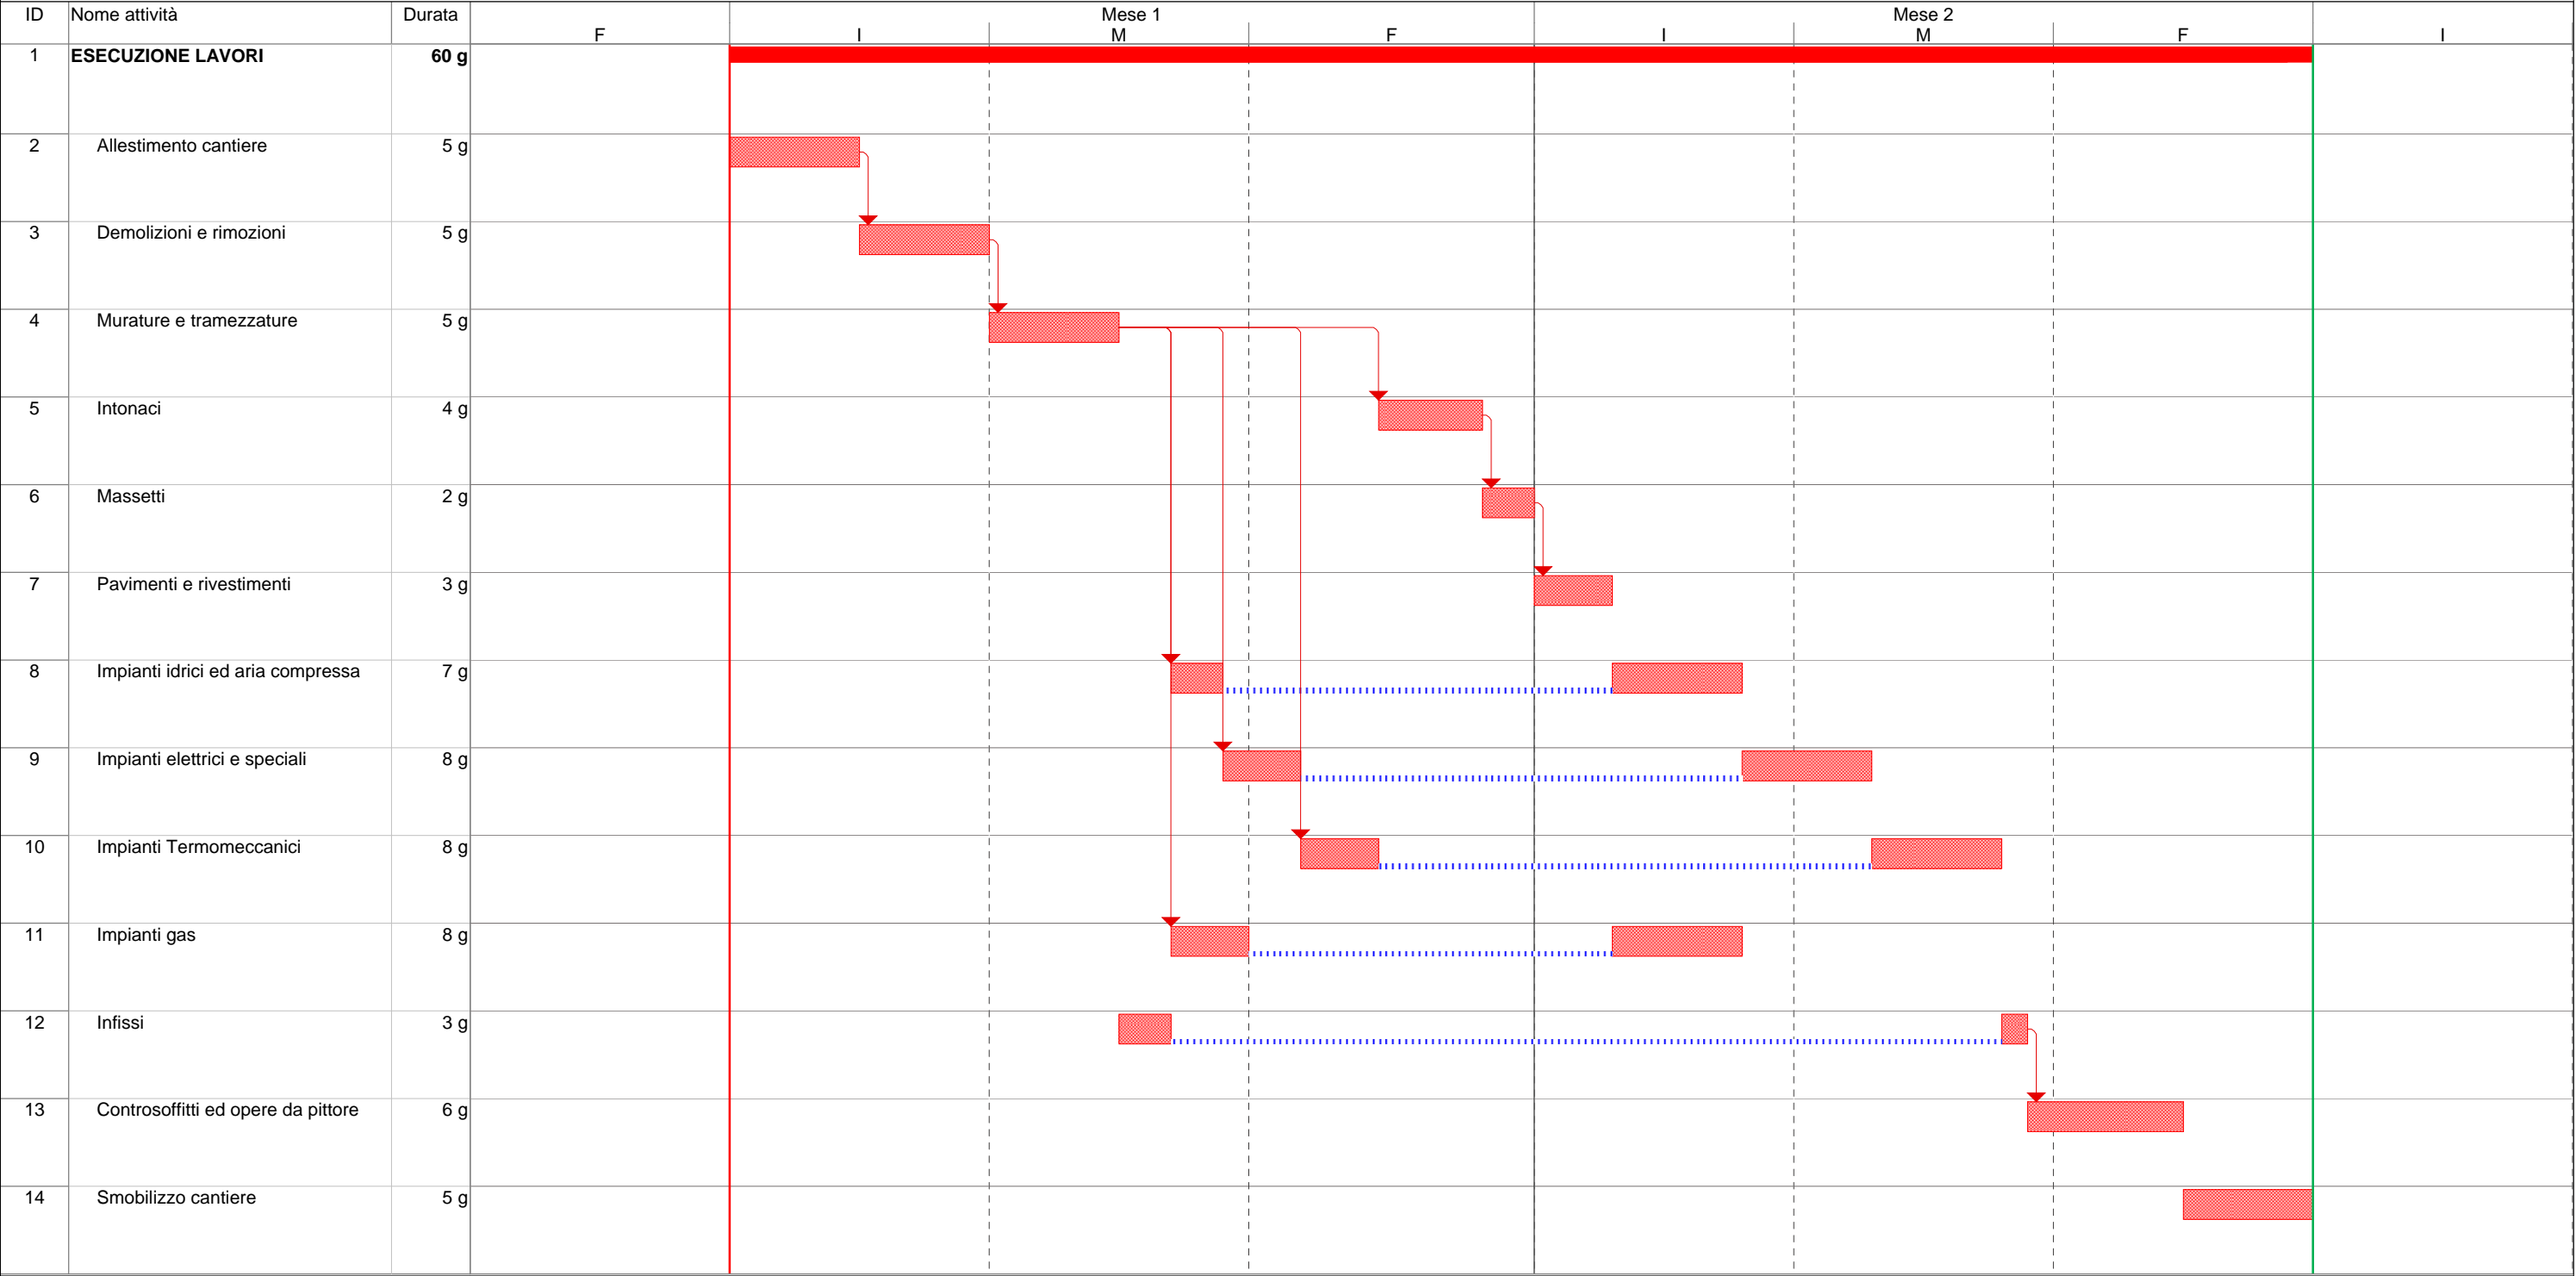 ID Nome attività Durata Mese 1 Mese 2
F I M F I M F I
1 ESECUZIONE LAVORI 60 g
2 Allestimento cantiere 5 g
3 Demolizioni e rimozioni 5 g
4 Murature e tramezzature 5 g
5 Intonaci 4 g
6 Massetti 2 g
7 Pavimenti e rivestimenti 3 g
8 Impianti idrici ed aria compressa 7 g
9 Impianti elettrici e speciali 8 g
10 Impianti Termomeccanici 8 g
11 Impianti gas 8 g
12 Infissi 3 g
13 Controsoffitti ed opere da pittore 6 g
14 Smobilizzo cantiere 5 g